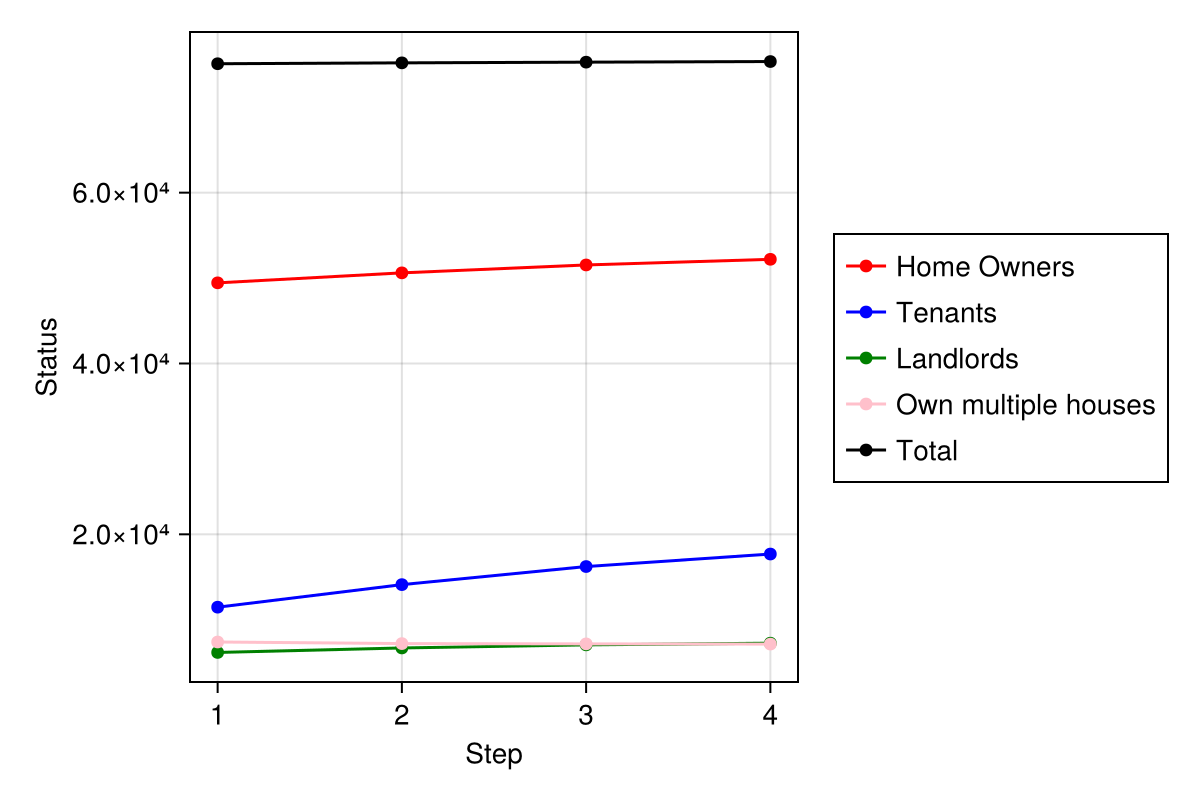 6.0×10⁴
4.0×10⁴
2.0×10⁴
Status
1 2 3 4
Step
Home Owners
Tenants
Landlords
Own multiple houses
Total